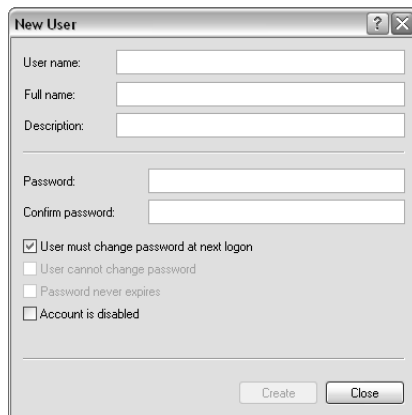 New User
?
User name:
Full name:
Description:
Password:
Confirm password:
User must change password at next logon
User cannot change password
Password never expires
Account is disabled
Create Close